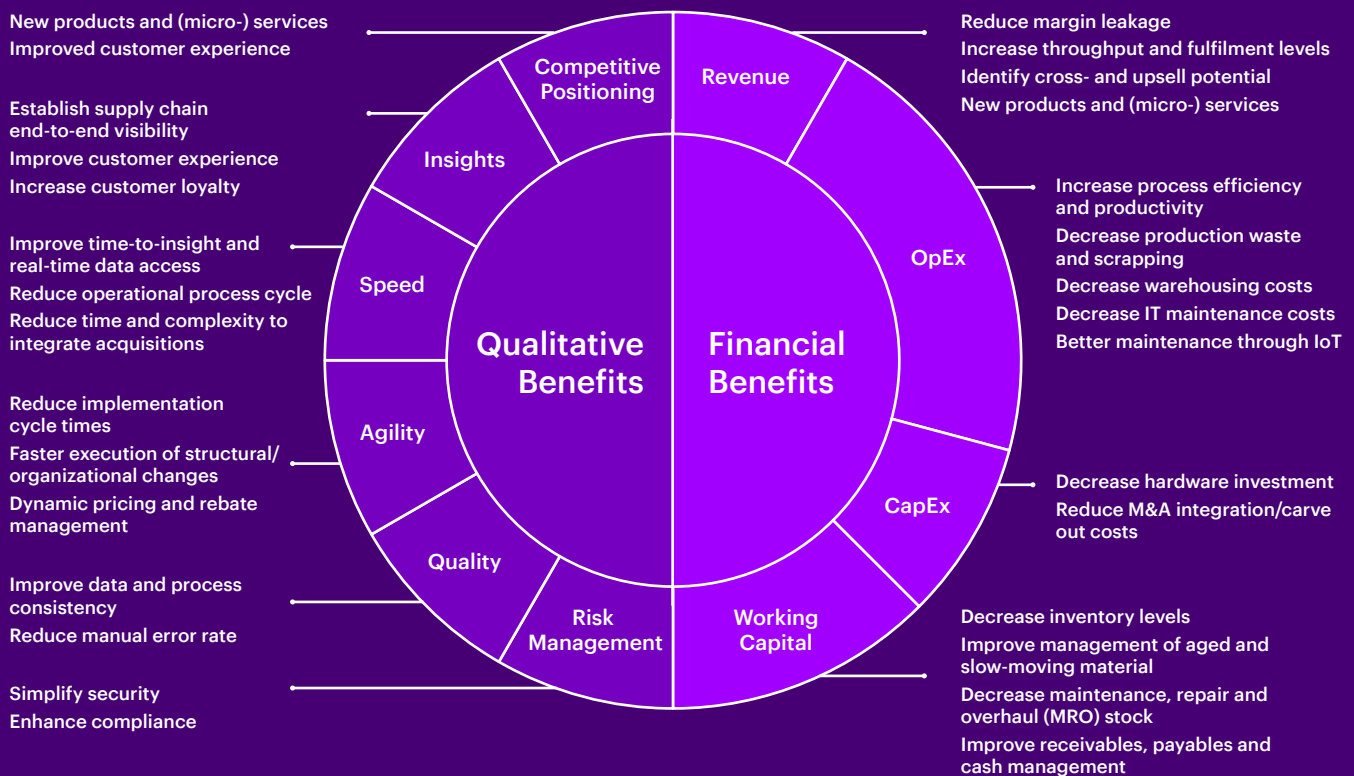 New products and (micro-) services
Improved customer experience
Establish supply chain
end-to-end visibility
Improve customer experience
Increase customer loyalty
Improve time-to-insight and
real-time data access
Reduce operational process cycle
Reduce time and complexity to
integrate acquisitions
Reduce implementation
cycle times
Faster execution of structural/
organizational changes
Dynamic pricing and rebate
management
Improve data and process
consistency
Reduce manual error rate
Simplify security
Enhance compliance
Competitive
Positioning
Insights
Speed
Agility
Quality
Risk
Management
Qualitative
Benefits
Financial
Benefits
Revenue
OpEx
CapEx
Working
Capital
Reduce margin leakage
Increase throughput and fulfilment levels
Identify cross- and upsell potential
New products and (micro-) services
Increase process efficiency
and productivity
Decrease production waste
and scrapping
Decrease warehousing costs
Decrease IT maintenance costs
Better maintenance through IoT
Decrease hardware investment
Reduce M&A integration/carve
out costs
Decrease inventory levels
Improve management of aged and
slow-moving material
Decrease maintenance, repair and
overhaul (MRO) stock
Improve receivables, payables and
cash management